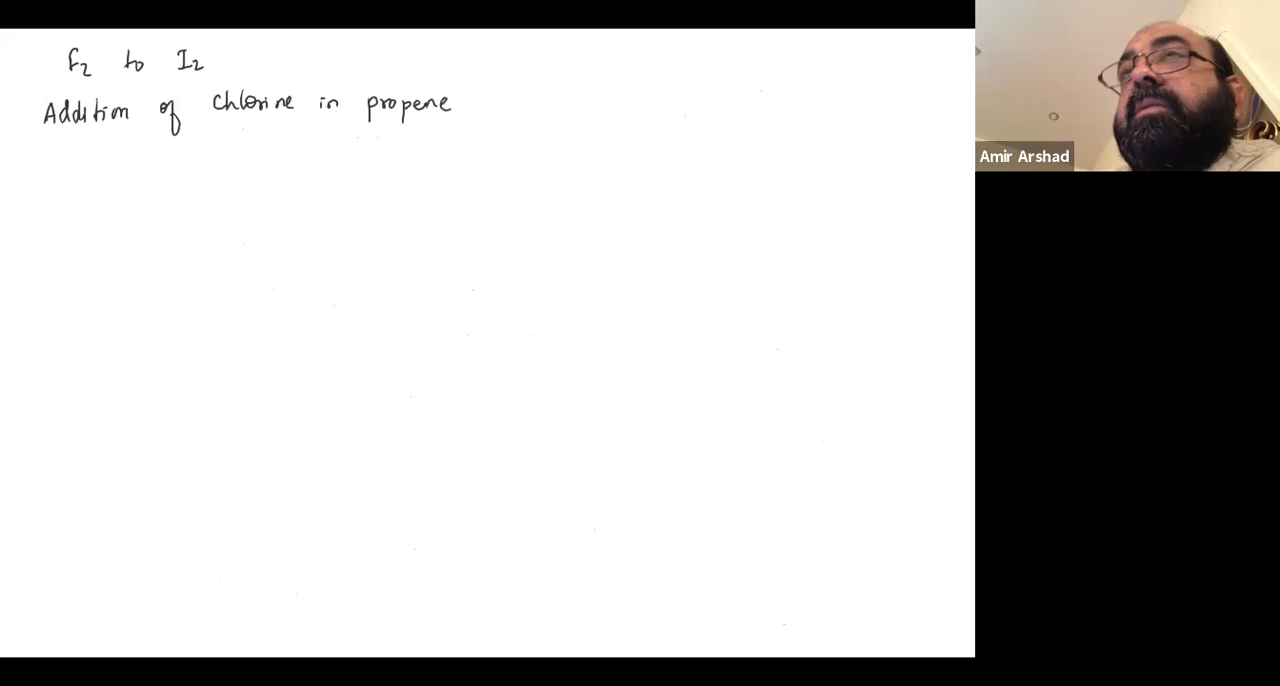 F₂ to I₂
Addition of chlorine in propene
Amir Arshad